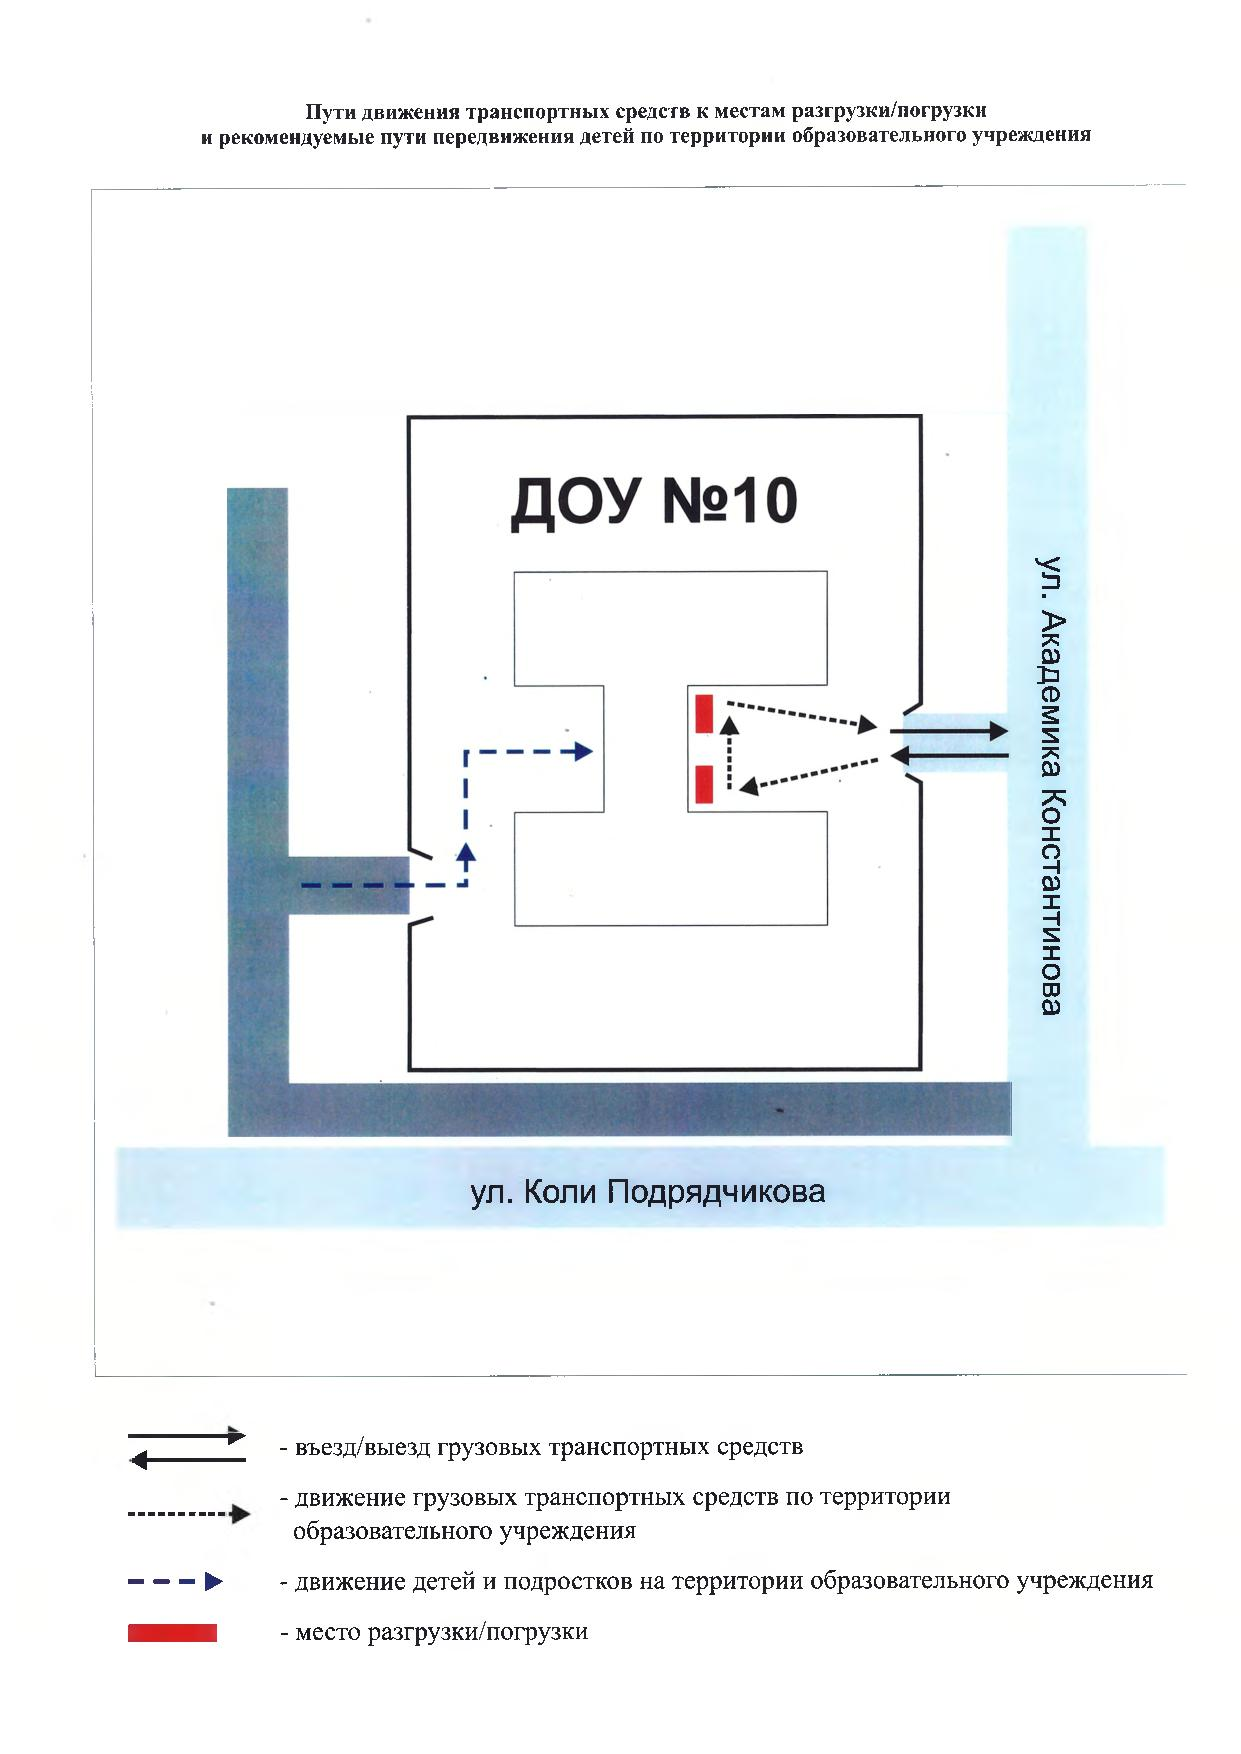 Пути движения транспортных средств к местам разгрузки/погрузки
и рекомендуемые пути передвижения детей по территории образовательного учреждения
ДОУ №10
ул. Академика Константинова
ул. Коли Подрядчикова
- въезд/выезд грузовых транспортных средств
- движение грузовых транспортных средств по территории
образовательного учреждения
- движение детей и подростков на территории образовательного учреждения
- место разгрузки/погрузки